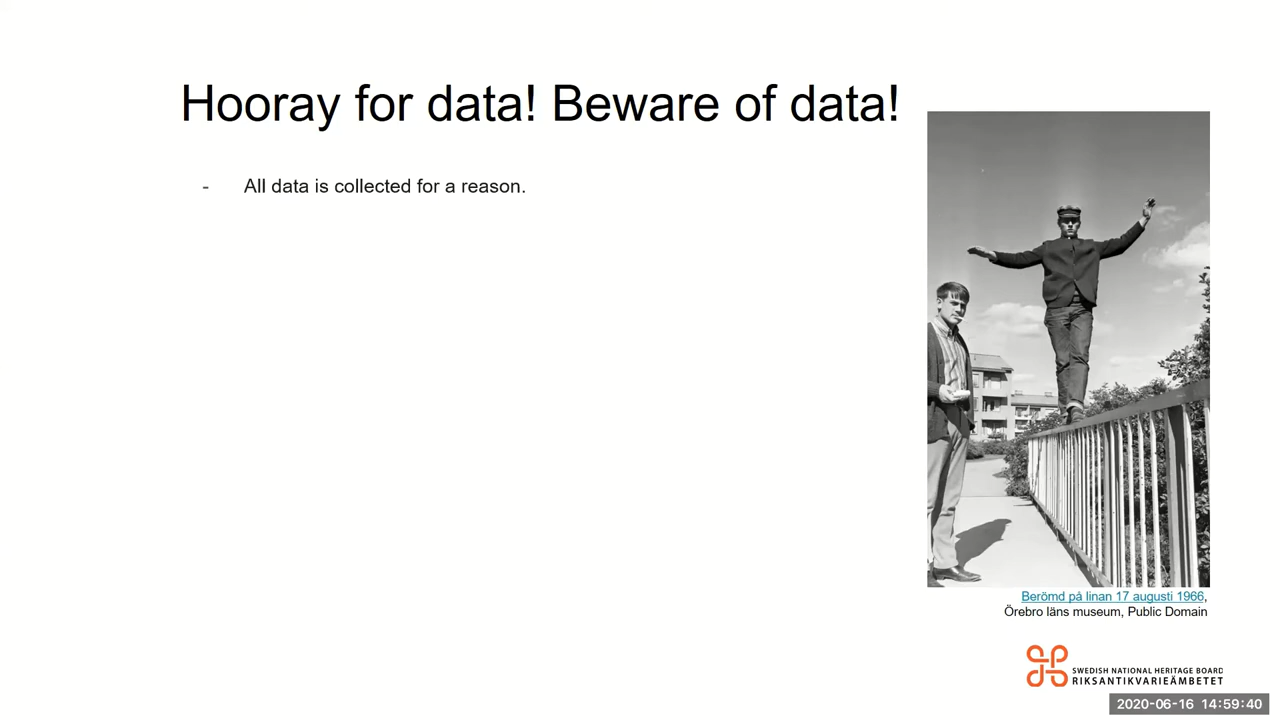 Hooray for data! Beware of data!
- All data is collected for a reason.
Berömd på linan 17 augusti 1966,
Örebro läns museum, Public Domain
SWEDISH NATIONAL HERITAGE BOARD
RIKSANTIKVARIEÄMBETET
2020-06-16 14:59:40